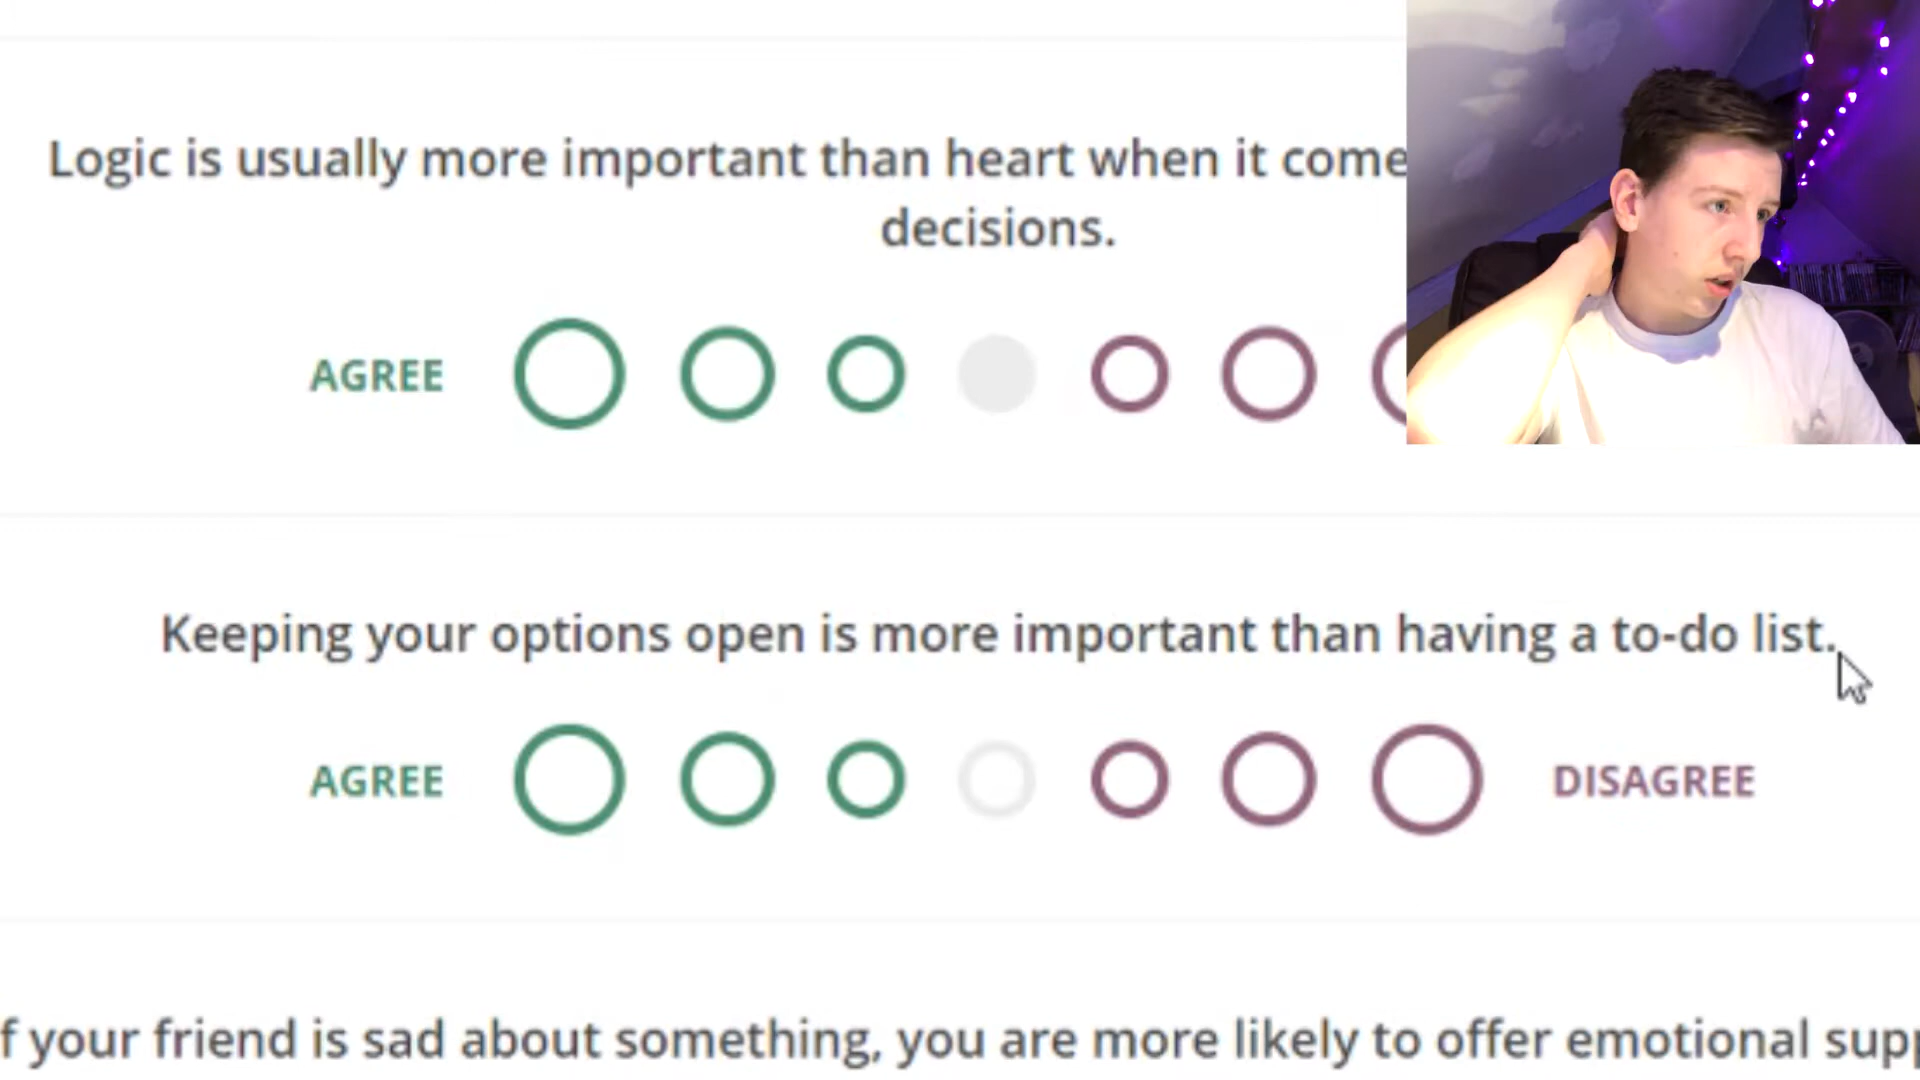 Logic is usually more important than heart when it come
decisions.
AGREE
Keeping your options open is more important than having a to-do list.
AGREE DISAGREE
f your friend is sad about something, you are more likely to offer emotional supp